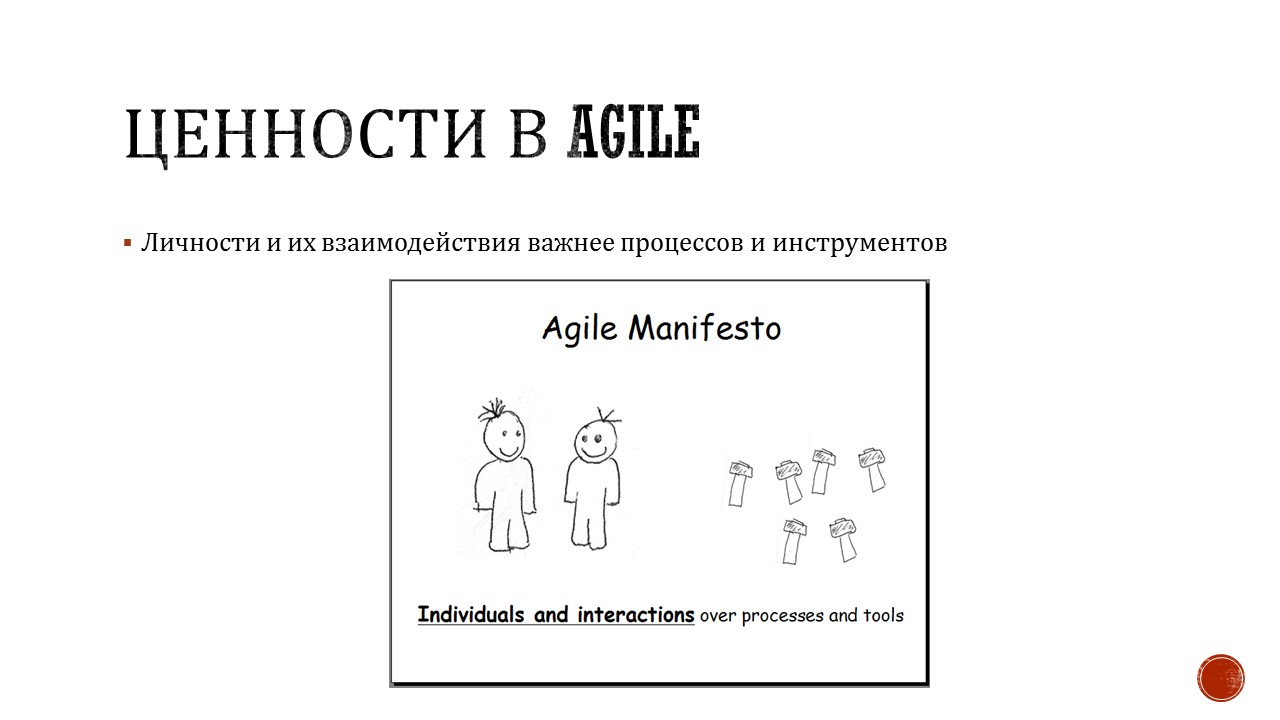 ЦЕННОСТИ В AGILE
Личности и их взаимодействия важнее процессов и инструментов
Agile Manifesto
Individuals and interactions over processes and tools